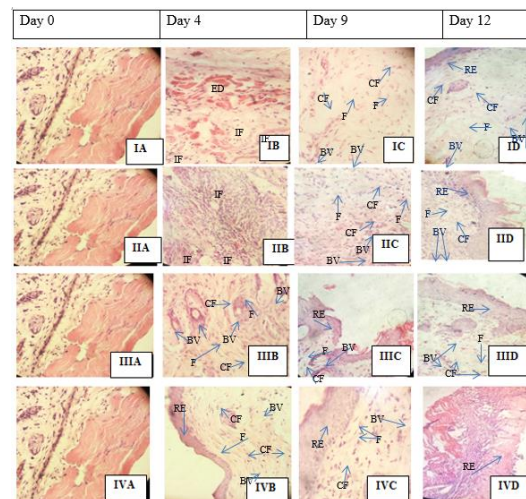 Day 0 Day 4 Day 9 Day 12
ED IF IF IF
CF F F BV BV
RE CF CF F BV BV
IA IB IC ID
IF IF IF
F CF F CF BV BV
RE F CF BV
IIA IIB IIC IID
CF F BV BV BV F CF
RE F BV CF
RE F BV CF
IIIA IIIB IIIC IIID
RE CF BV F CF BV
BV RE F CF
RE
IVA IVB IVC IVD